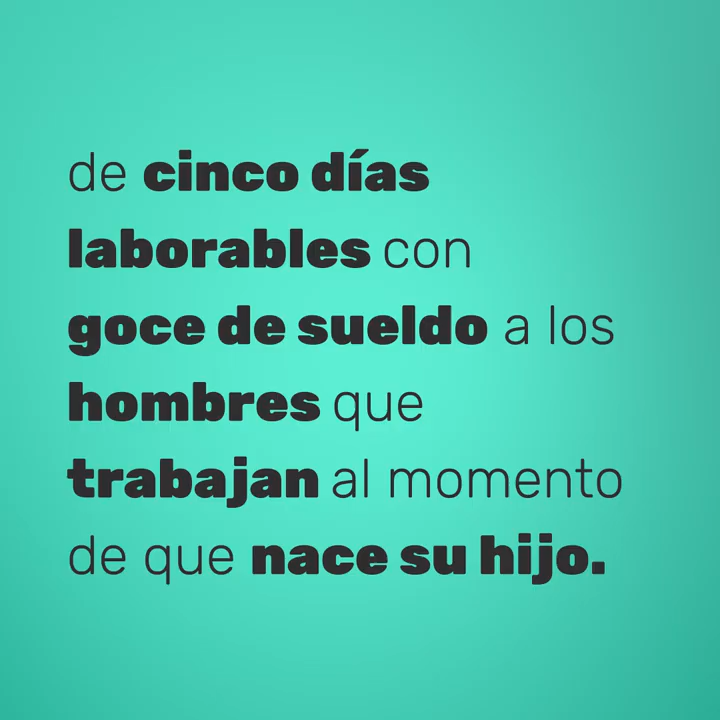 de cinco días
laborables con
goce de sueldo a los
hombres que
trabajan al momento
de que nace su hijo.